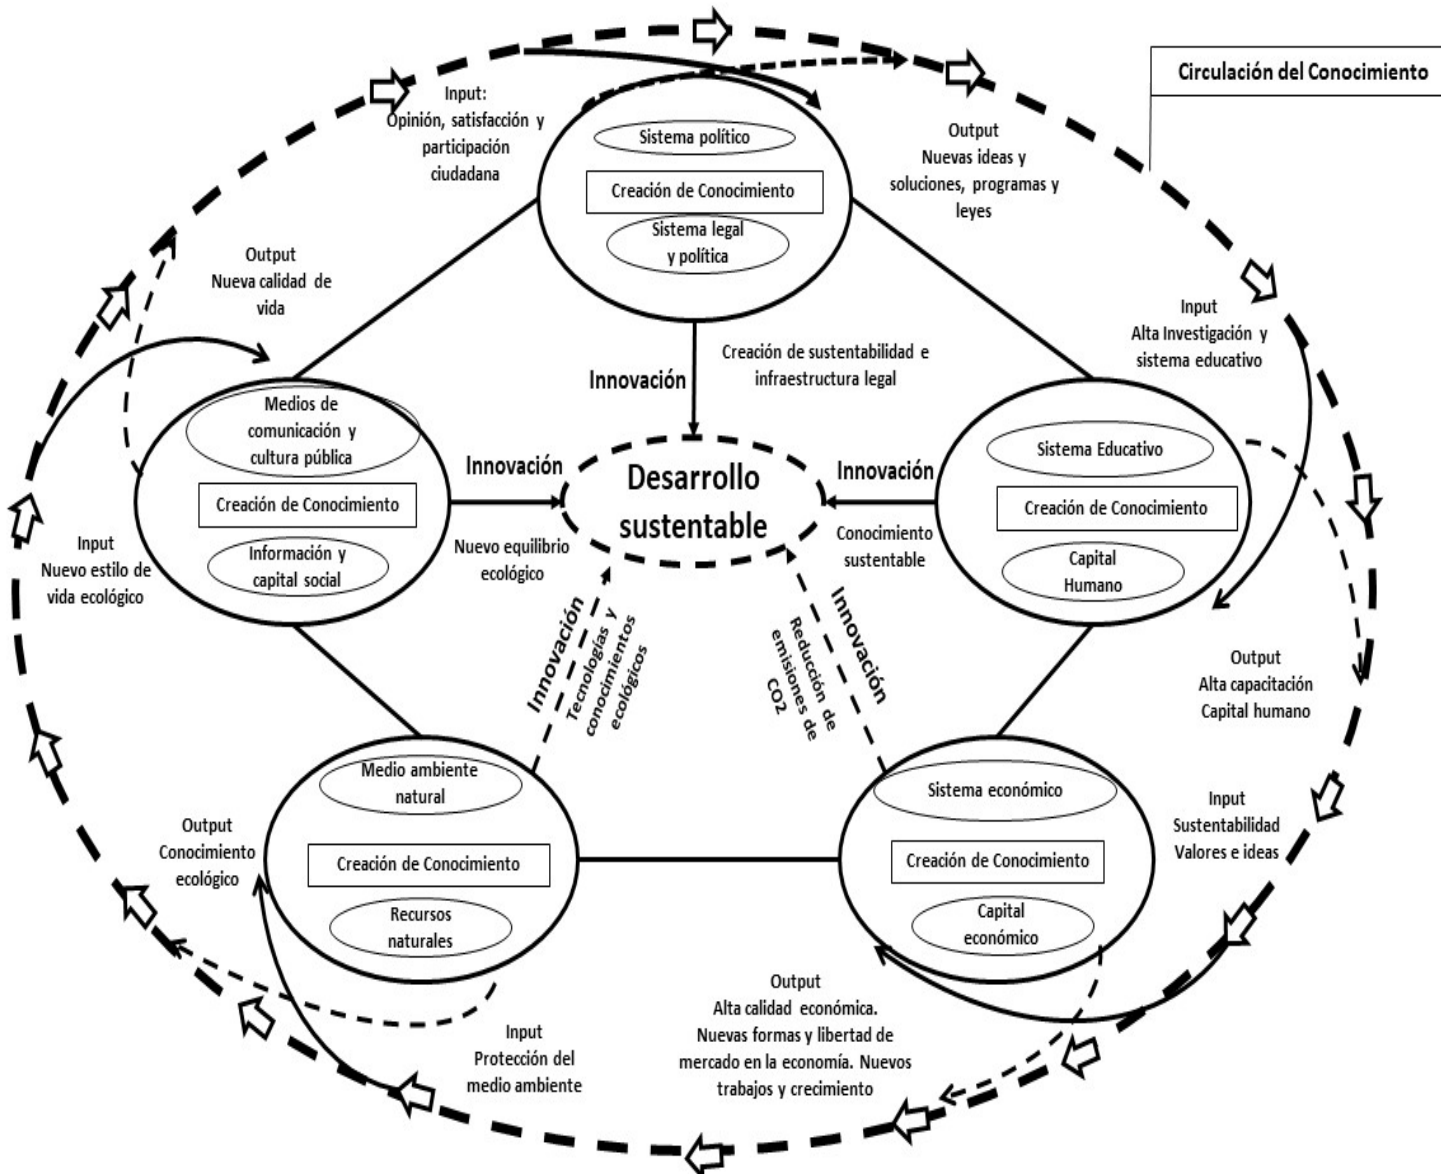 Circulación del Conocimiento
Input:
Opinión, satisfacción y
participación
ciudadana
Sistema político
Creación de Conocimiento
Sistema legal
y política
Output
Nuevas ideas y
soluciones, programas y
leyes
Output
Nueva calidad de
vida
Innovación
Creación de sustentabilidad e
infraestructura legal
Input
Alta Investigación y
sistema educativo
Medios de
comunicación y
cultura pública
Creación de Conocimiento
Información y
capital social
Innovación
Nuevo equilibrio
ecológico
Desarrollo
sustentable
Innovación
Conocimiento
sustentable
Sistema Educativo
Creación de Conocimiento
Capital
Humano
Input
Nuevo estilo de
vida ecológico
Innovación
Tecnologías y
conocimientos
ecológicos
Innovación
Reducción de
emisiones de
CO2
Output
Alta capacitación
Capital humano
Medio ambiente
natural
Creación de Conocimiento
Recursos
naturales
Sistema económico
Creación de Conocimiento
Capital
económico
Input
Sustentabilidad
Valores e ideas
Output
Conocimiento
ecológico
Input
Protección del
medio ambiente
Output
Alta calidad económica.
Nuevas formas y libertad de
mercado en la economía. Nuevos
trabajos y crecimiento